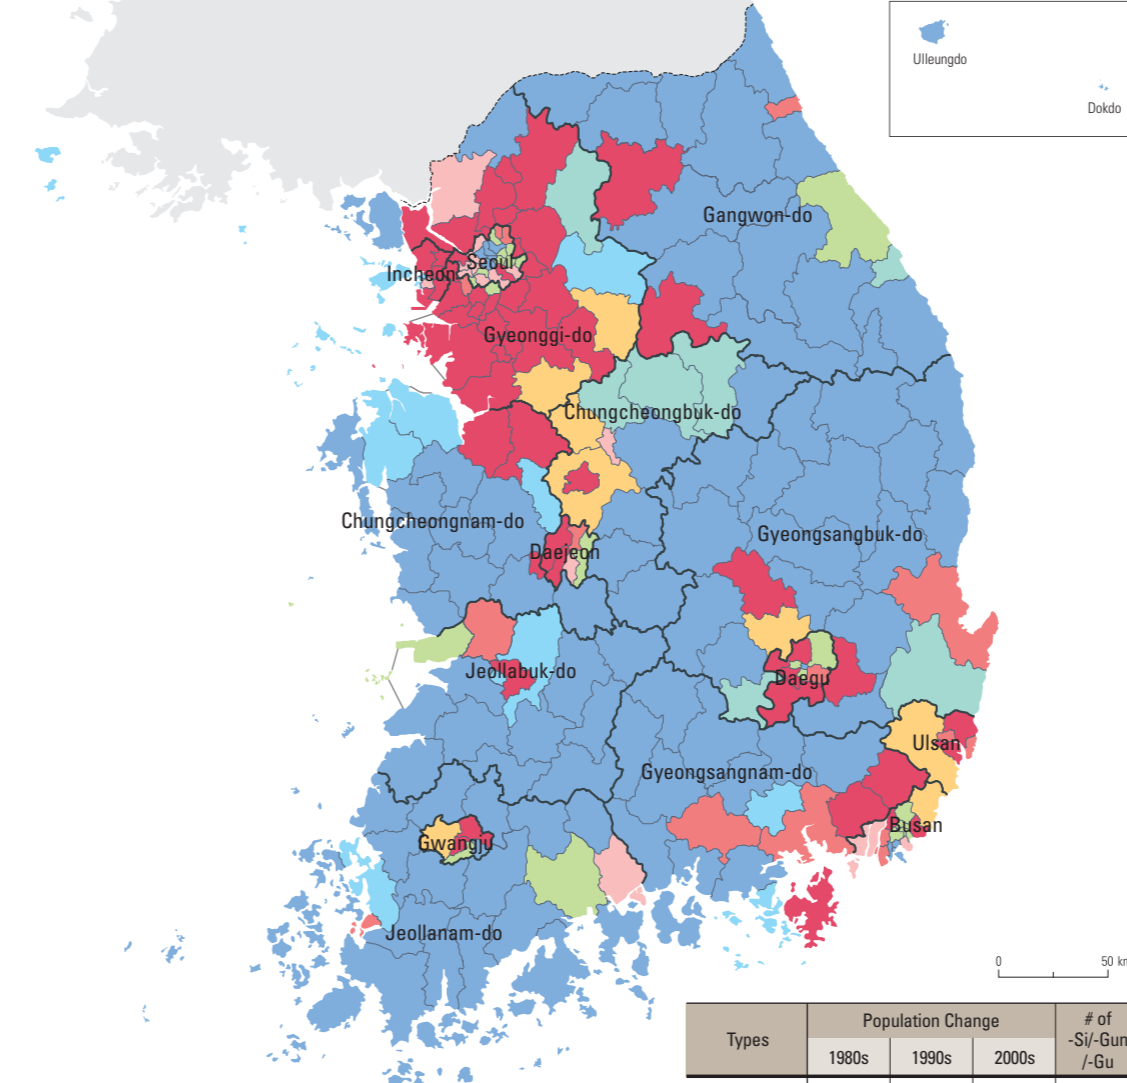 Ulleungdo
Dokdo
Gangwon-do
Seoul
Incheon
Gyeonggi-do
Chungcheongbuk-do
Chungcheongnam-do
Gyeongsangbuk-do
Daejeon
Jeollabuk-do
Daegu
Ulsan
Gyeongsangnam-do
Busan
Gwangju
Jeollanam-do
0 50 km
Types
Population Change
1980s 1990s 2000s
# of
-Si/-Gun
/-Gu